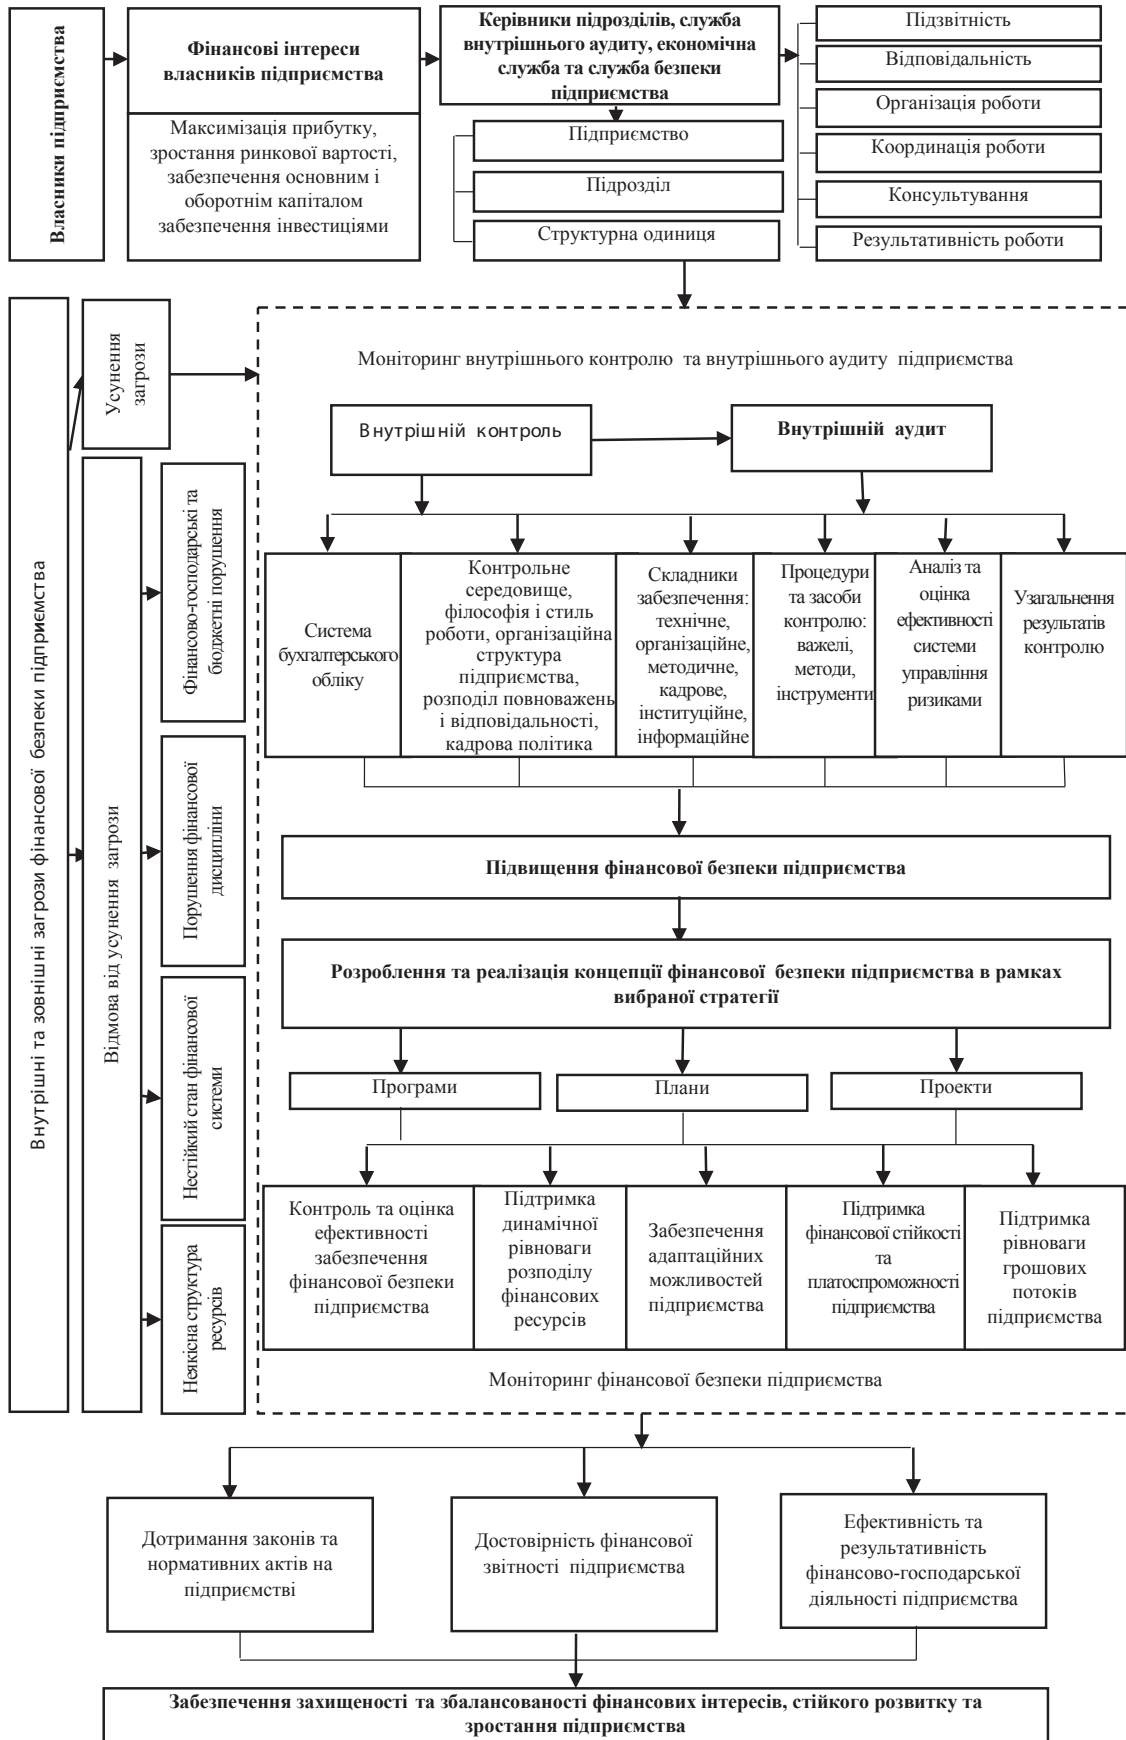 Власники підприємства
Фінансові інтереси
власників підприємства
Максимізація прибутку,
зростання ринкової вартості,
забезпечення основним і
оборотнім капіталом
забезпечення інвестиціями
Керівники підрозділів, служба
внутрішнього аудиту, економічна
служба та служба безпеки
підприємства
Підприємство
Підрозділ
Структурна одиниця
Підзвітність
Відповідальність
Організація роботи
Координація роботи
Консультування
Результативність роботи
Внутрішні та зовнішні загрози фінансової безпеки підприємства
Усунення
загрози
Відмова від усунення загрози
Фінансово-господарські та
бюджетні порушення
Порушення фінансової
дисципліни
Нестійкий стан фінансової
системи
Неякісна структура
ресурсів
Моніторинг внутрішнього контролю та внутрішнього аудиту підприємства
Внутрішній контроль
Внутрішній аудит
Система
бухгалтерського
обліку
Контрольне
середовище,
філософія і стиль
роботи, організаційна
структура
підприємства,
розподіл повноважень
і відповідальності,
кадрова політика
Складники
забезпечення:
технічне,
організаційне,
методичне,
кадрове,
інституційне,
інформаційне
Процедури
та засоби
контролю:
важелі,
методи,
інструменти
Аналіз та
оцінка
ефективності
системи
управління
ризиками
Узагальнення
результатів
контролю
Підвищення фінансової безпеки підприємства
Розроблення та реалізація концепції фінансової безпеки підприємства в рамках
вибраної стратегії
Програми
Плани
Проекти
Контроль та оцінка
ефективності
забезпечення
фінансової безпеки
підприємства
Підтримка
динамічної
рівноваги
розподілу
фінансових
ресурсів
Забезпечення
адаптаційних
можливостей
підприємства
Підтримка
фінансової стійкості
та
платоспроможності
підприємства
Підтримка
рівноваги
грошових
потоків
підприємства
Моніторинг фінансової безпеки підприємства
Дотримання законів та
нормативних актів на
підприємстві
Достовірність фінансової
звітності підприємства
Ефективність та
результативність
фінансово-господарської
діяльності підприємства
Забезпечення захищеності та збалансованості фінансових інтересів, стійкого розвитку та
зростання підприємства